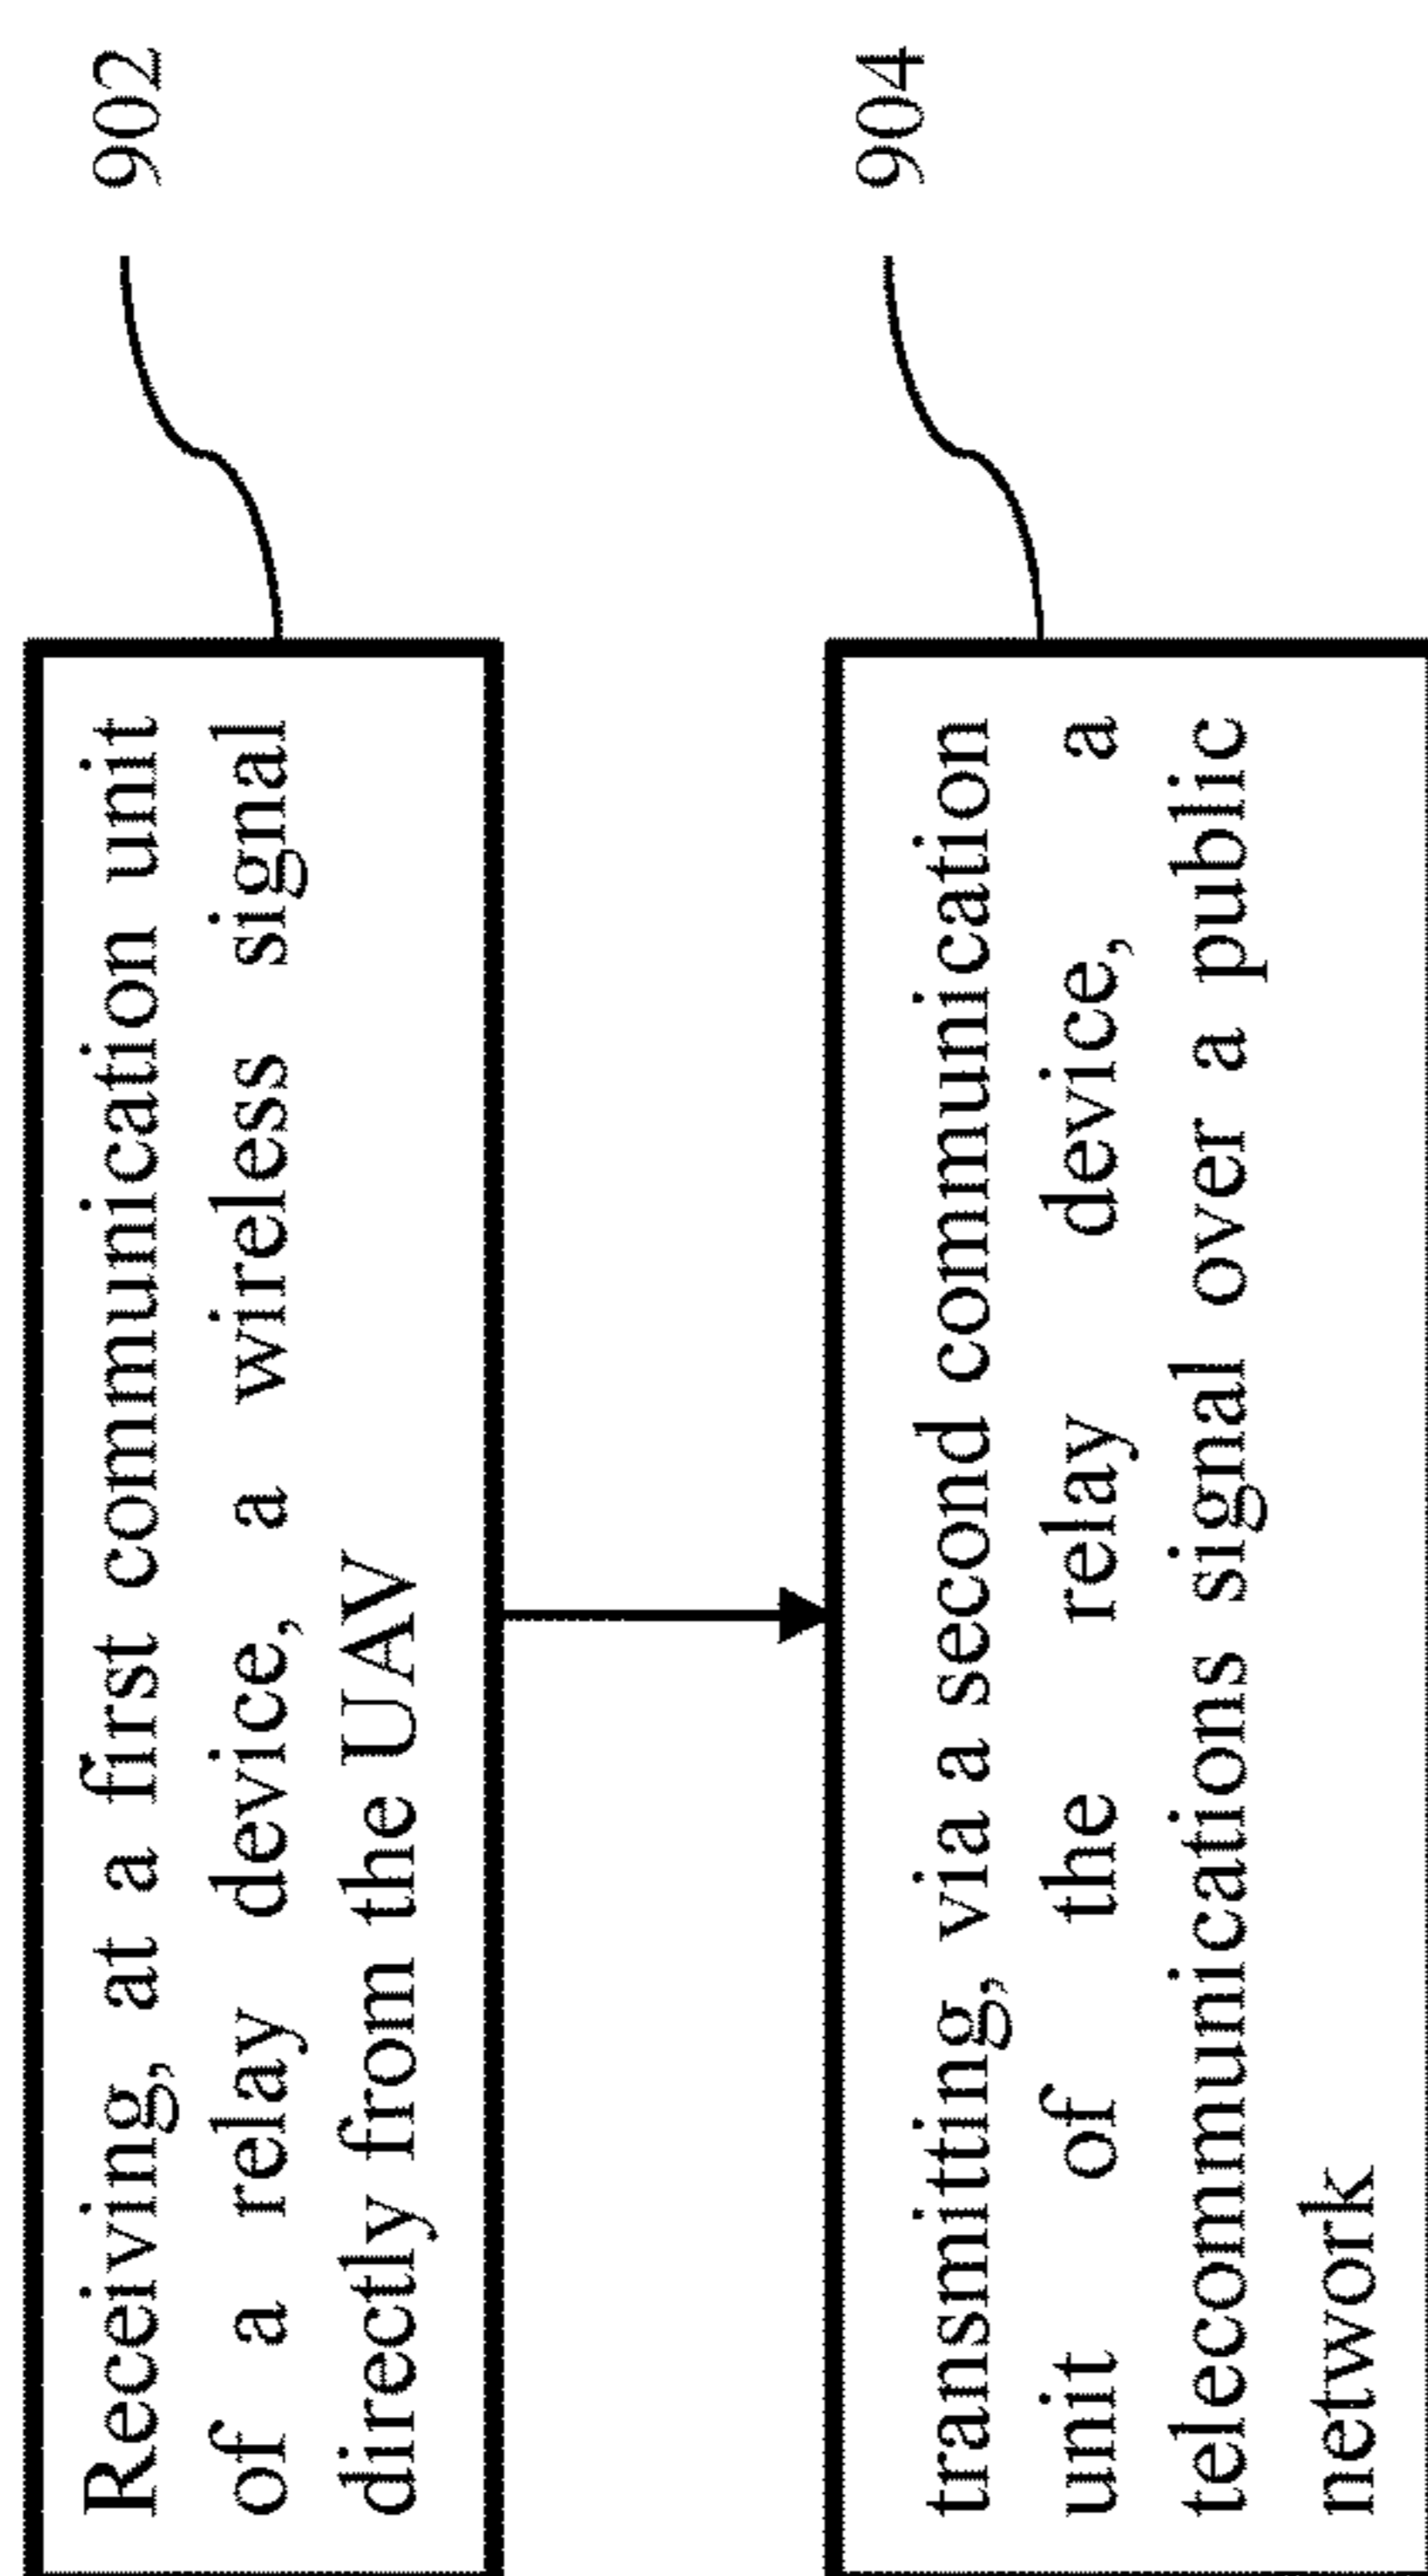 Receiving, at a first communication unit
of a relay device, a wireless signal
directly from the UAV
902
transmitting, via a second communication
unit of the relay device, a
telecommunications signal over a public
network
904